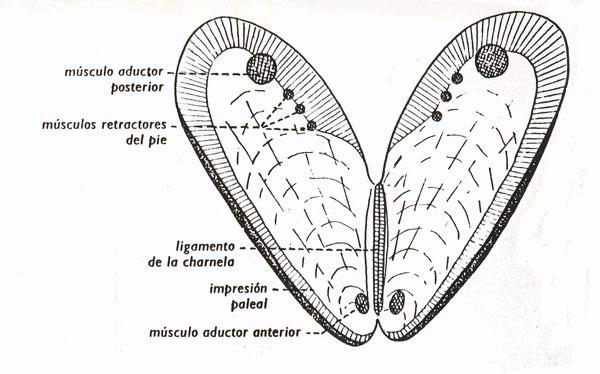 músculo aductor
posterior
músculos retractores
del pie
ligamento
de la charnela
impresión
paleal
músculo aductor anterior